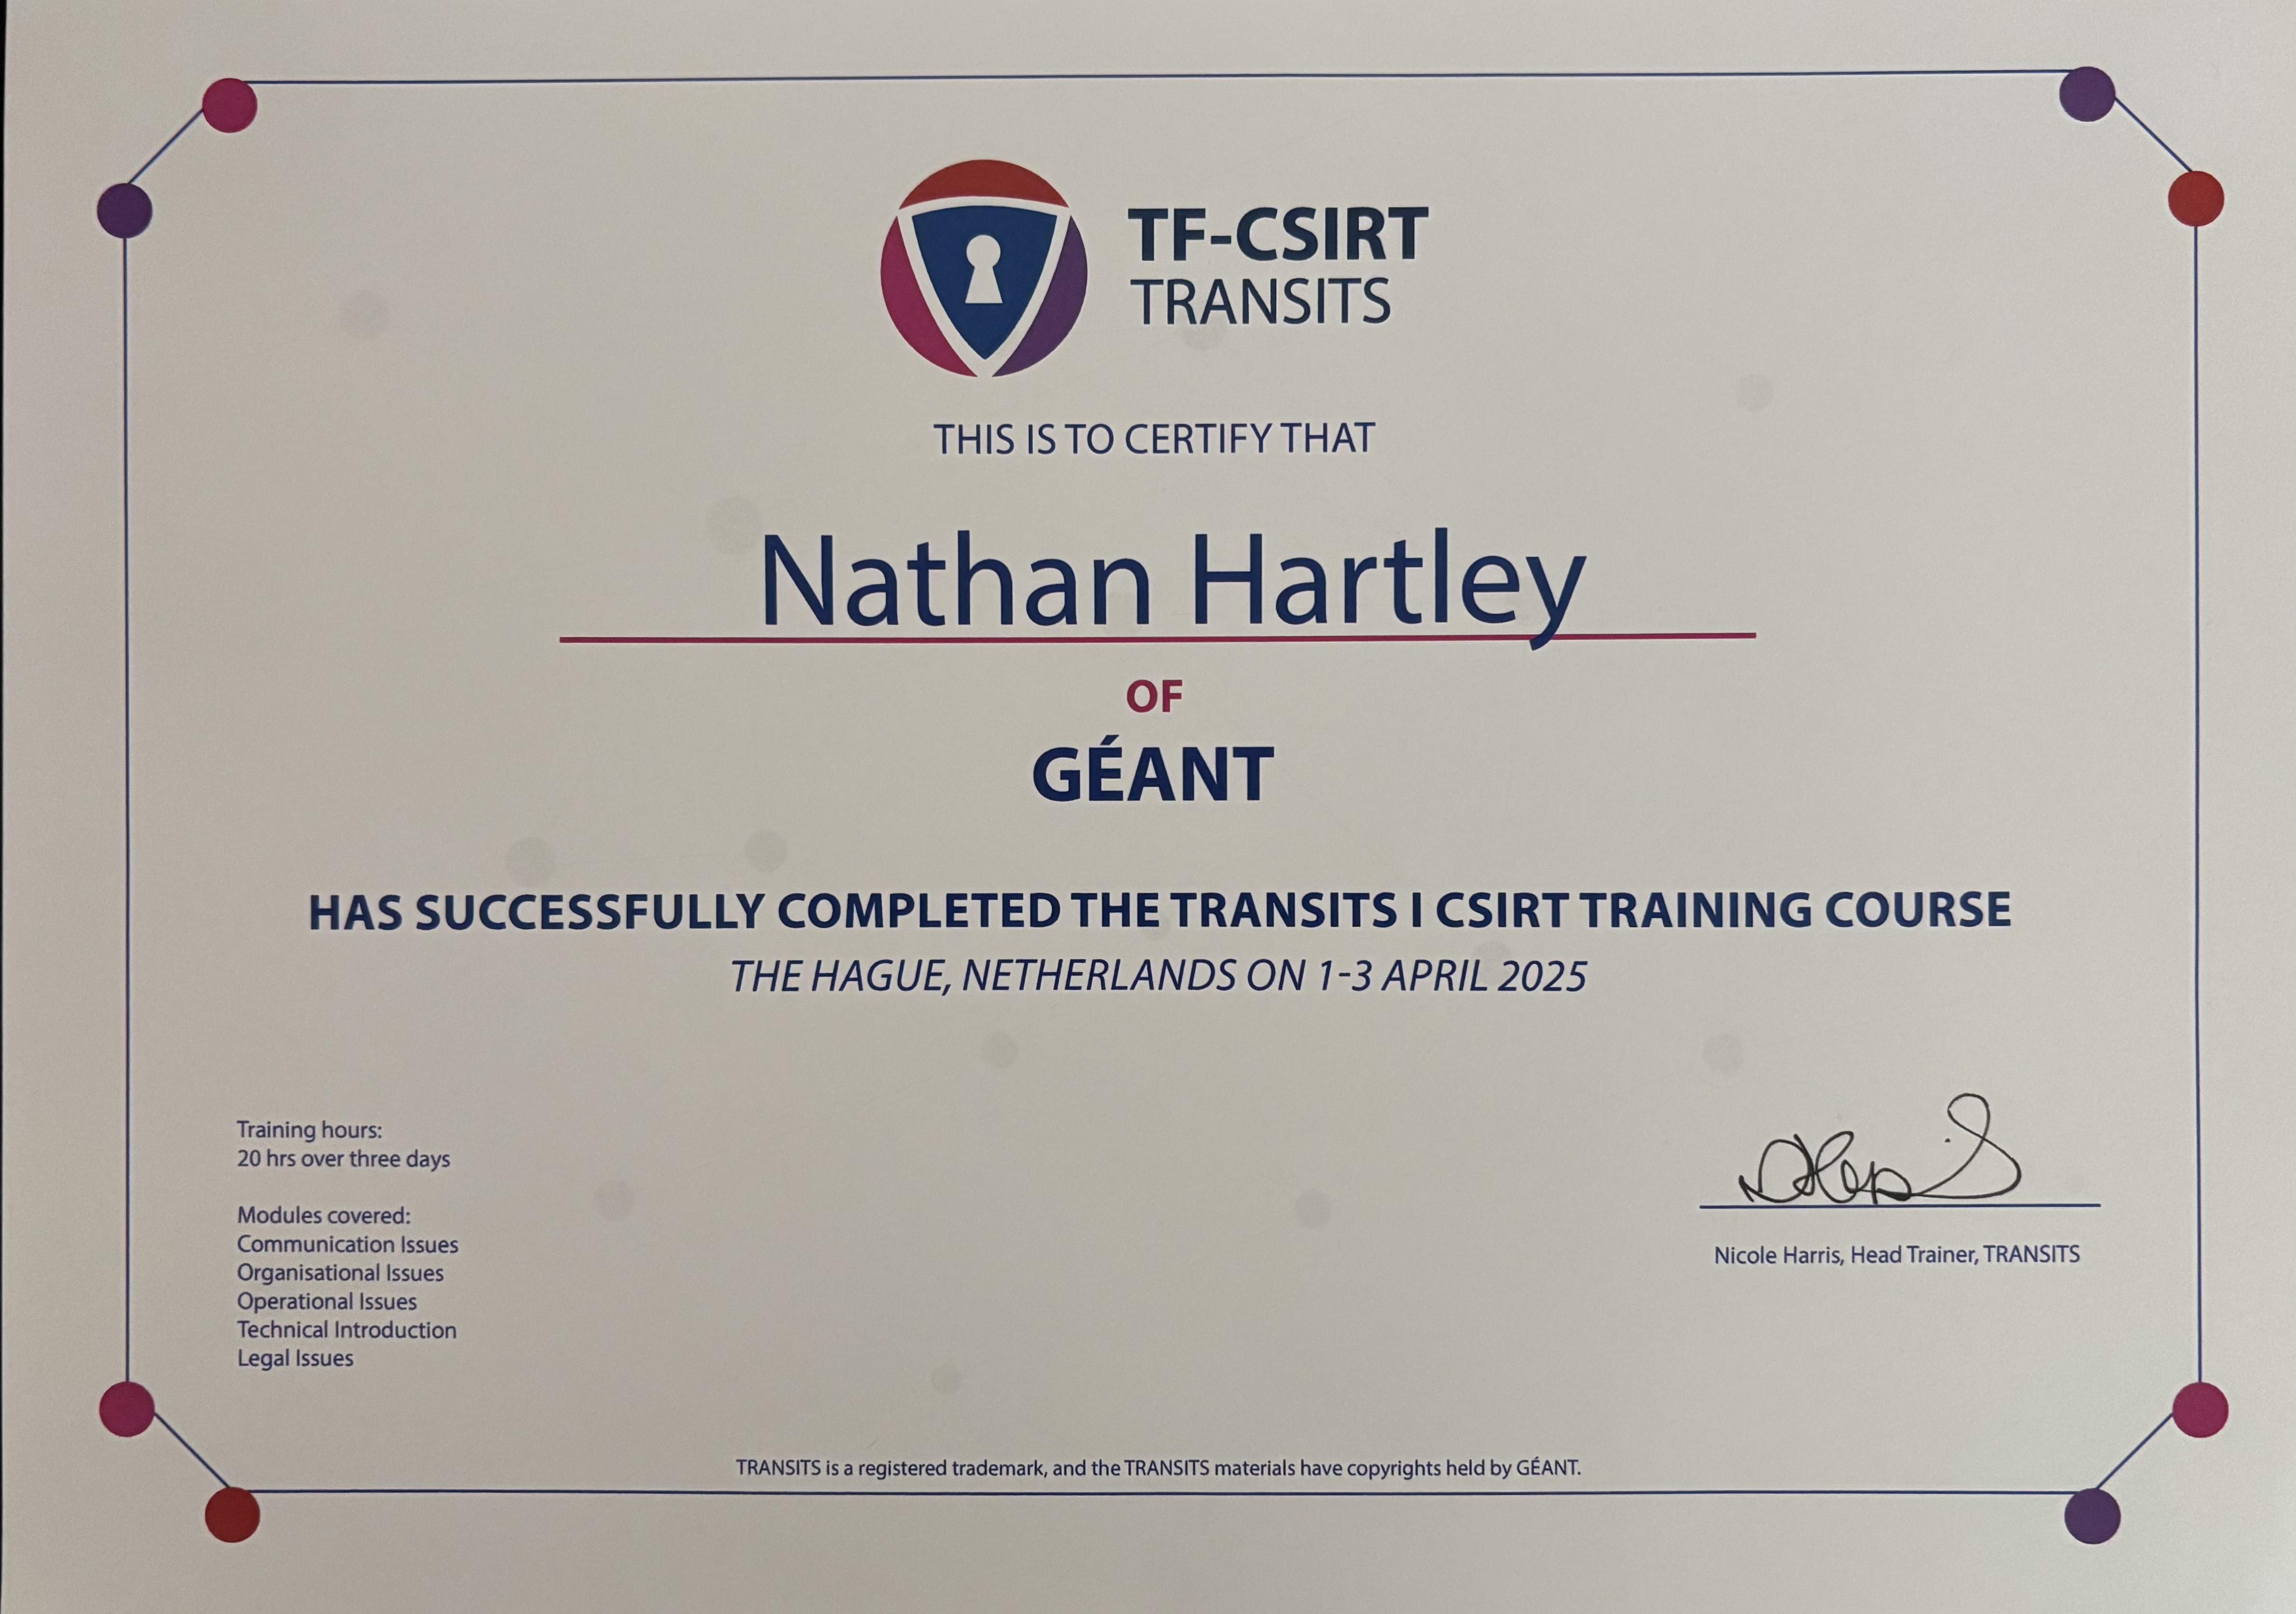 TF-CSIRT
TRANSITS
THIS IS TO CERTIFY THAT
Nathan Hartley
OF
GÉANT
HAS SUCCESSFULLY COMPLETED THE TRANSITS I CSIRT TRAINING COURSE
THE HAGUE, NETHERLANDS ON 1-3 APRIL 2025
Training hours:
20 hrs over three days
Modules covered:
Communication Issues
Organisational Issues
Operational Issues
Technical Introduction
Legal Issues
Nicole Harris, Head Trainer, TRANSITS
TRANSITS is a registered trademark, and the TRANSITS materials have copyrights held by GÉANT.